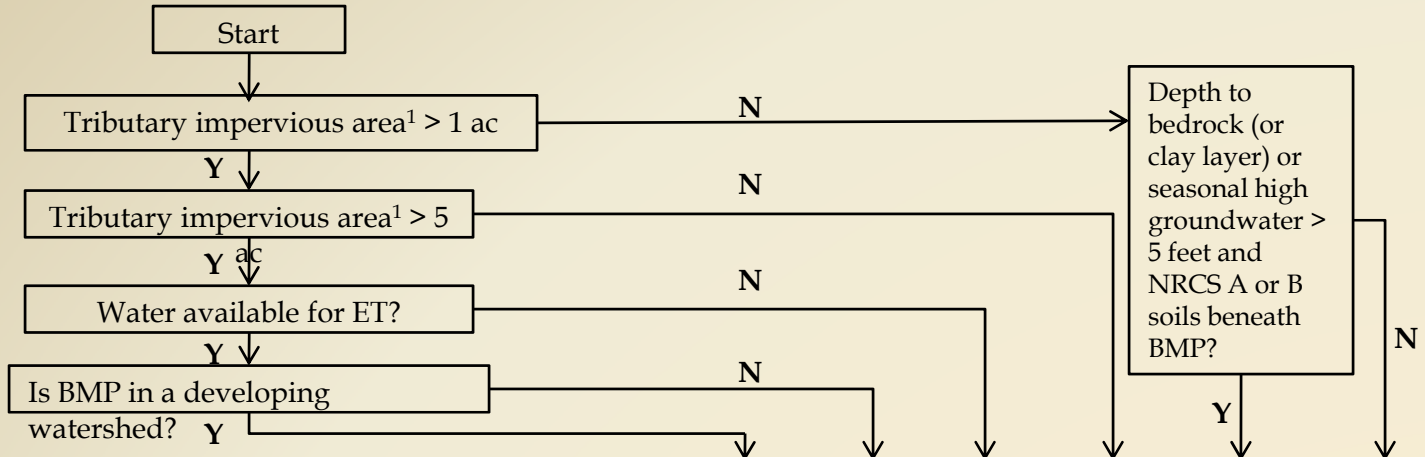 Start
Tributary impervious area¹ > 1 ac
N
Y
Tributary impervious area¹ > 5
ac
N
Y
Water available for ET?
N
Y
Is BMP in a developing
watershed?
N
Y
Depth to
bedrock (or
clay layer) or
seasonal high
groundwater >
5 feet and
NRCS A or B
soils beneath
BMP?
N
Y